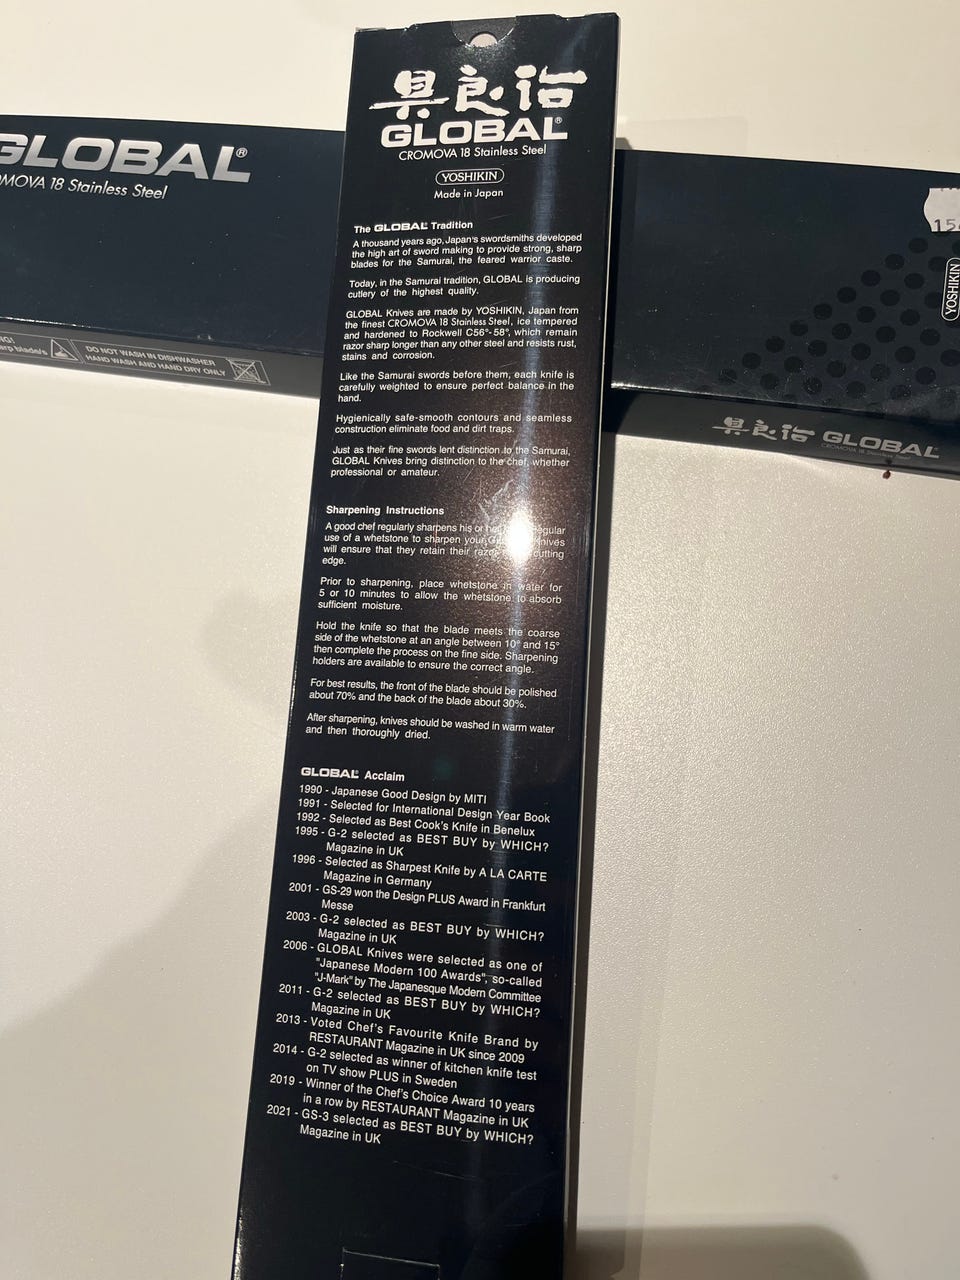 具良治
GLOBAL®
CROMOVA 18 Stainless Steel
YOSHIKIN
Made in Japan
The GLOBAL® Tradition
A thousand years ago, Japan's swordsmiths developed
the high art of sword making to provide strong, sharp
blades for the Samurai, the feared warrior caste.
Today, in the Samurai tradition, GLOBAL is producing
cutlery of the highest quality.
GLOBAL Knives are made by YOSHIKIN, Japan from
the finest CROMOVA 18 Stainless Steel, ice tempered
and hardened to Rockwell C56°- 58°, which remain
razor sharp longer than any other steel and resists rust,
stains and corrosion.
Like the Samurai swords before them, each knife is
carefully weighted to ensure perfect balance in the
hand.
Hygienically safe-smooth contours and seamless
construction eliminate food and dirt traps.
Just as their fine swords lent distinction to the Samurai,
GLOBAL Knives bring distinction to the chef, whether
professional or amateur.
Sharpening Instructions
A good chef regularly sharpens his or
use of a whetstone to sharpen your
will ensure that they retain their cutting
edge.
Prior to sharpening, place whetstone in water for
5 or 10 minutes to allow the whetstone to absorb
sufficient moisture.
Hold the knife so that the blade meets the coarse
side of the whetstone at an angle between 10° and 15°
then complete the process on the fine side. Sharpening
holders are available to ensure the correct angle.
For best results, the front of the blade should be polished
about 70% and the back of the blade about 30%.
After sharpening, knives should be washed in warm water
and then thoroughly dried.
GLOBAL® Acclaim
1990 - Japanese Good Design by MITI
1991 - Selected for International Design Year Book
1992 - Selected as Best Cook's Knife in Benelux
1995 - G-2 selected as BEST BUY by WHICH?
Magazine in UK
1996 - Selected as Sharpest Knife by A LA CARTE
Magazine in Germany
2001 - GS-29 won the Design PLUS Award in Frankfurt
Messe
2003 - G-2 selected as BEST BUY by WHICH?
Magazine in UK
2006 - GLOBAL Knives were selected as one of
"Japanese Modern 100 Awards", so-called
"J-Mark" by The Japanesque Modern Committee
2011 - G-2 selected as BEST BUY by WHICH?
Magazine in UK
2013 - Voted Chef's Favourite Knife Brand by
RESTAURANT Magazine in UK since 2009
2014 - G-2 selected as winner of kitchen knife test
on TV show PLUS in Sweden
2019 - Winner of the Chef's Choice Award 10 years
in a row by RESTAURANT Magazine in UK
2021 - GS-3 selected as BEST BUY by WHICH?
Magazine in UK
GLOBAL®
18 Stainless Steel
DO NOT WASH IN DISHWASHER
HAND WASH AND HAND DRY ONLY
YOSHIKIN
具良治 GLOBAL®
CROMOVA 18 Stainless Steel